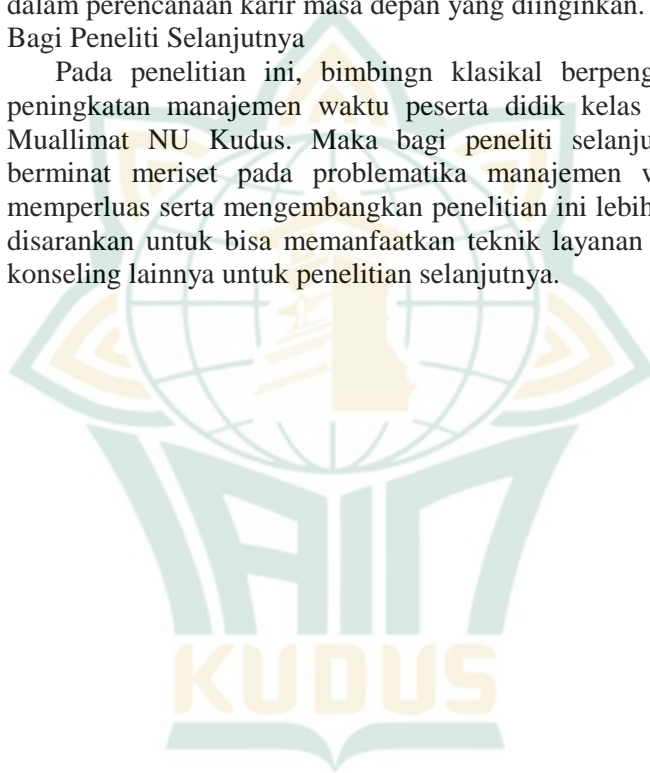 dalam perencanaan karir masa depan yang diinginkan.
Bagi Peneliti Selanjutnya
Pada penelitian ini, bimbingn klasikal berpeng
peningkatan manajemen waktu peserta didik kelas
Muallimat NU Kudus. Maka bagi peneliti selanju
berminat meriset pada problematika manajemen w
memperluas serta mengembangkan penelitian ini lebih
disarankan untuk bisa memanfaatkan teknik layanan
konseling lainnya untuk penelitian selanjutnya.
IAIN
KUDUS